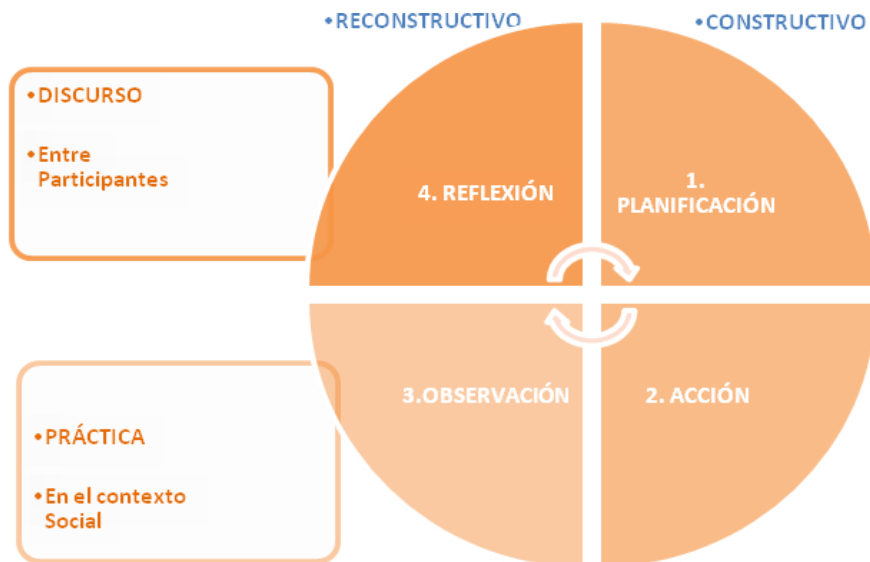 •RECONSTRUCTIVO
•CONSTRUCTIVO
•DISCURSO
•Entre
Participantes
4. REFLEXIÓN
1.
PLANIFICACIÓN
3.OBSERVACIÓN
2. ACCIÓN
•PRÁCTICA
•En el contexto
Social